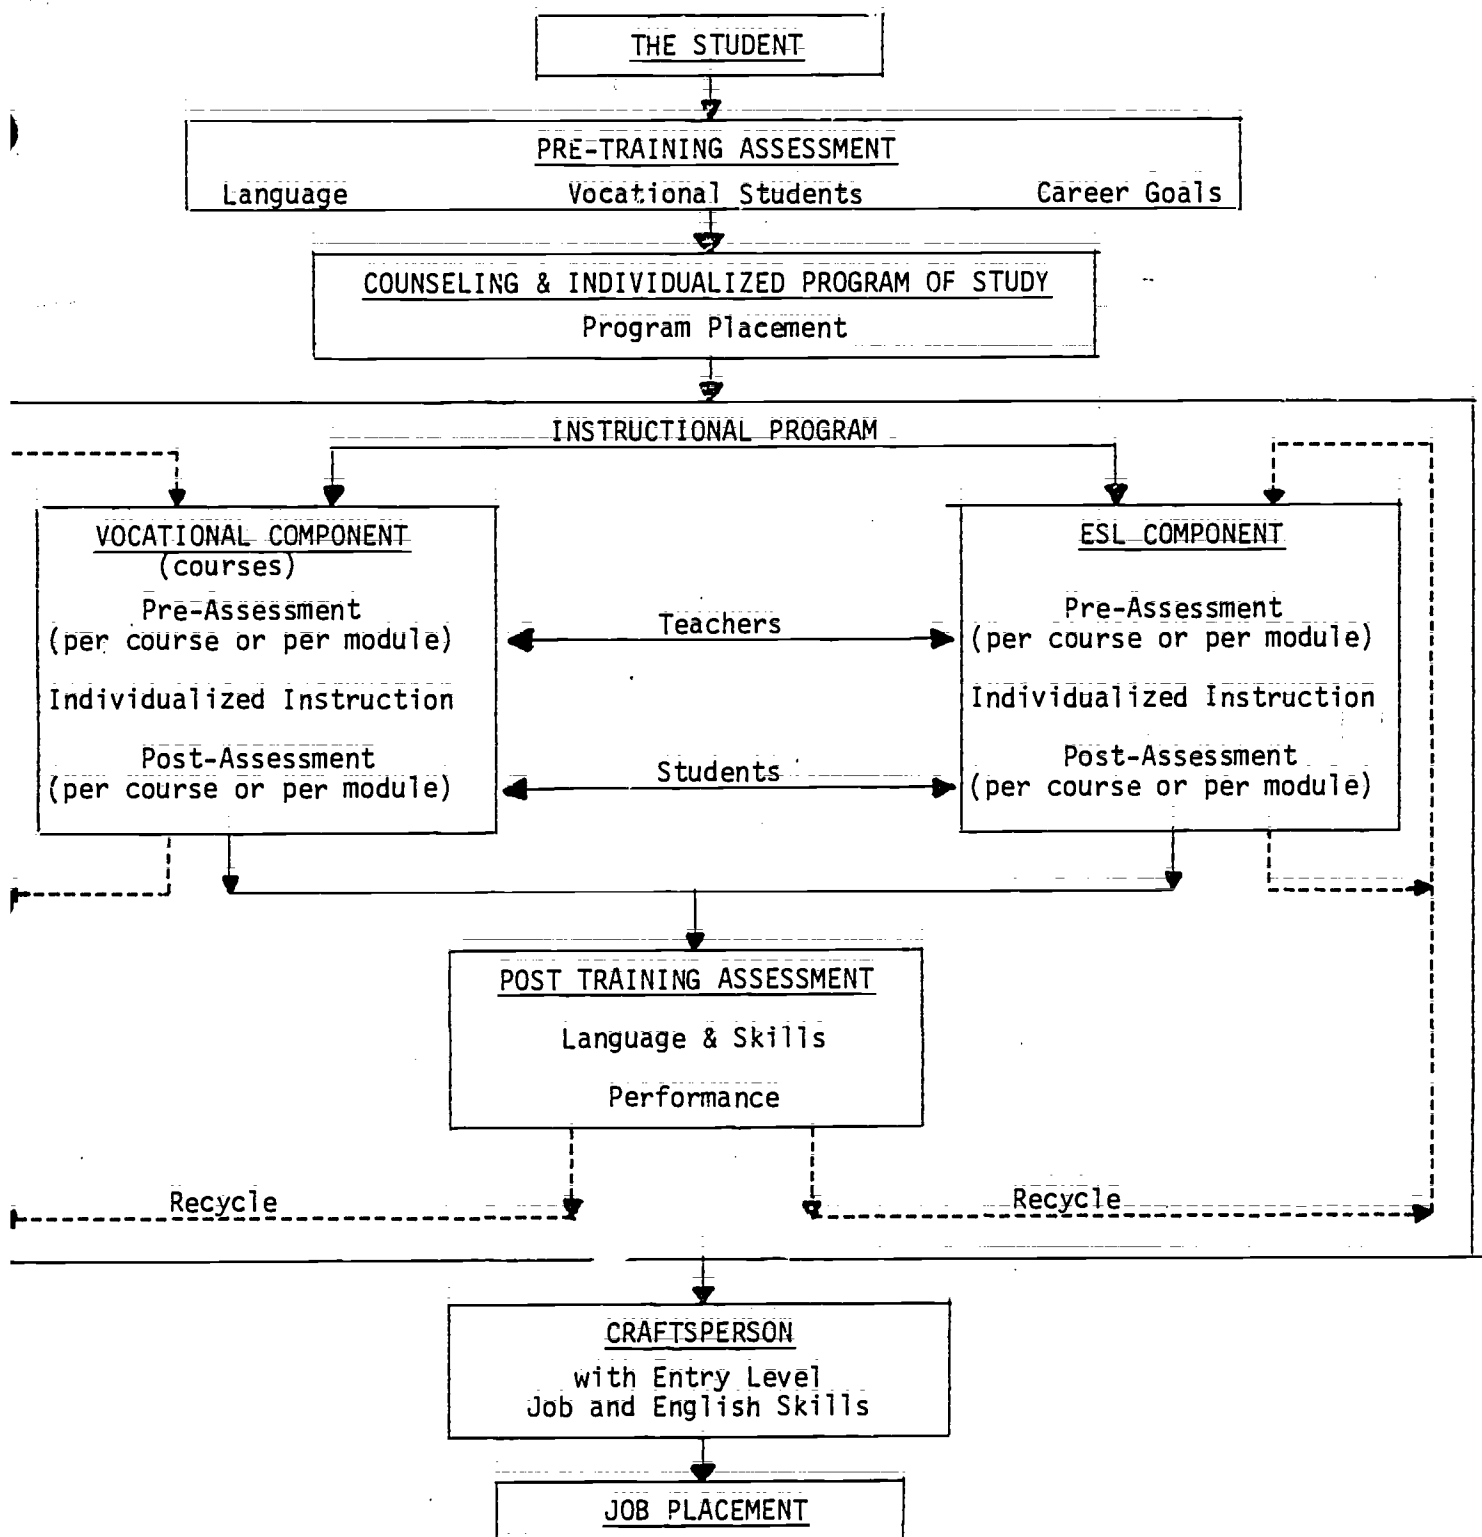 THE STUDENT
PRE-TRAINING ASSESSMENT
Language Vocational Students Career Goals
COUNSELING & INDIVIDUALIZED PROGRAM OF STUDY
Program Placement
INSTRUCTIONAL PROGRAM
VOCATIONAL COMPONENT
(courses)
Pre-Assessment
(per course or per module)
Individualized Instruction
Post-Assessment
(per course or per module)
Teachers
Students
ESL COMPONENT
Pre-Assessment
(per course or per module)
Individualized Instruction
Post-Assessment
(per course or per module)
POST TRAINING ASSESSMENT
Language & Skills
Performance
Recycle
Recycle
CRAFTSPERSON
with Entry Level
Job and English Skills
JOB PLACEMENT